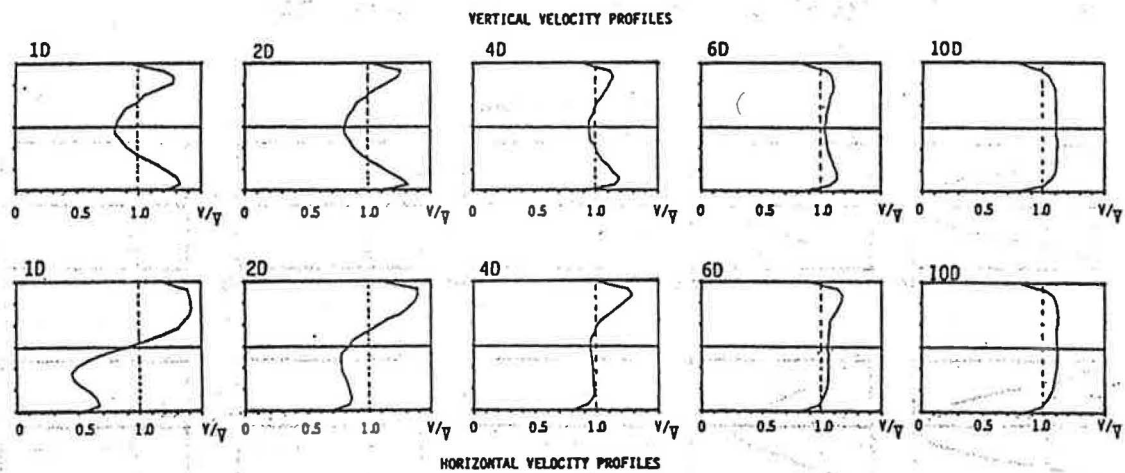 VERTICAL VELOCITY PROFILES
1D 2D 4D 6D 10D
0 0.5 1.0 V/V̅ 0 0.5 1.0 V/V̅ 0 0.5 1.0 V/V̅ 0 0.5 1.0 V/V̅ 0 0.5 1.0 V/V̅
1D 2D 4D 6D 10D
0 0.5 1.0 V/V̅ 0 0.5 1.0 V/V̅ 0 0.5 1.0 V/V̅ 0 0.5 1.0 V/V̅ 0 0.5 1.0 V/V̅
HORIZONTAL VELOCITY PROFILES